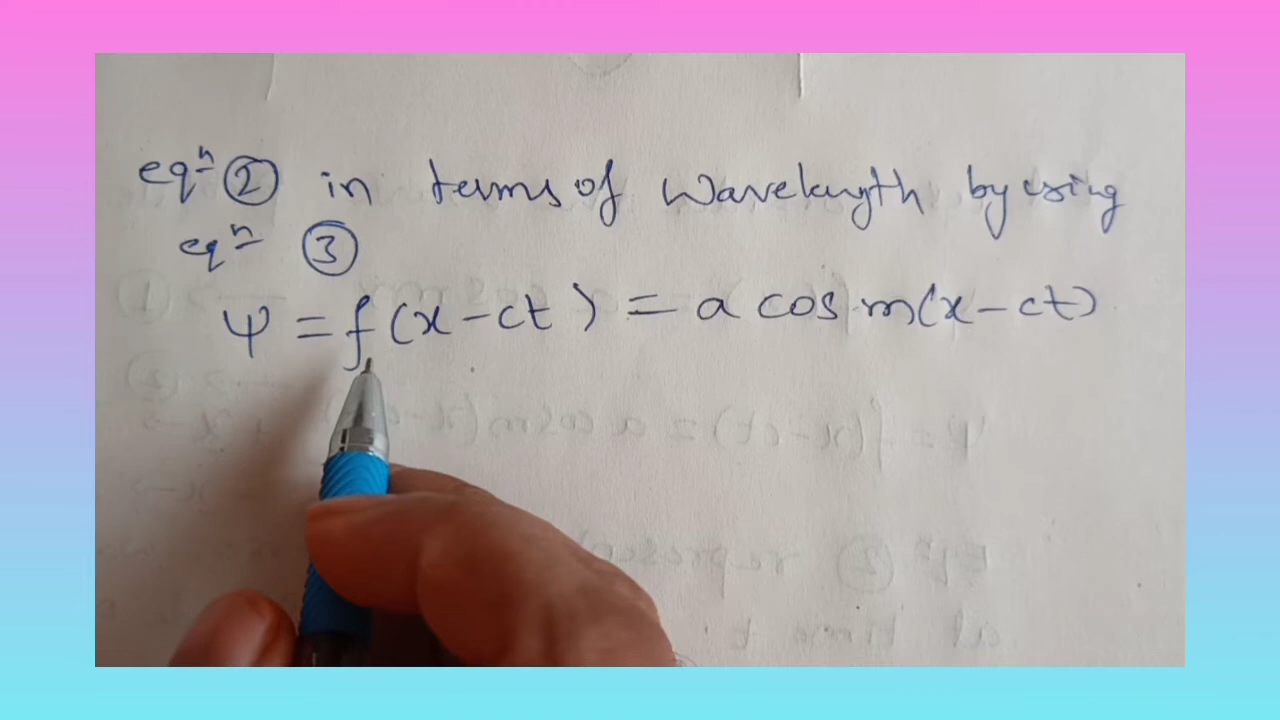 eqⁿ ② in terms of wavelength by using
eqⁿ ③
ψ = f(x-ct) = a cos m(x-ct)